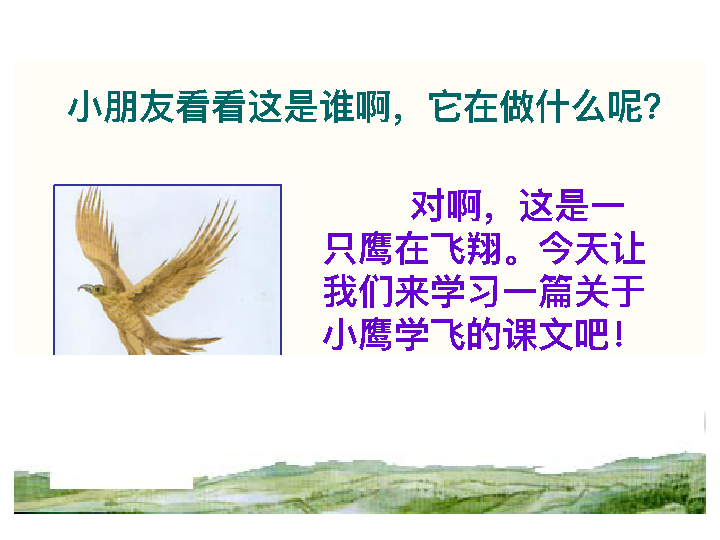 小朋友看看这是谁啊，它在做什么呢？
对啊，这是一
只鹰在飞翔。今天让
我们来学习一篇关于
小鹰学飞的课文吧！